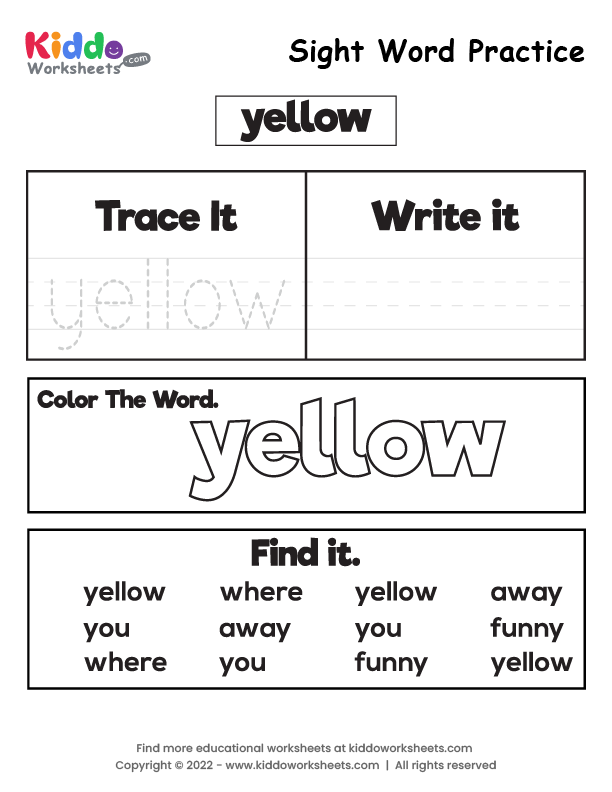 Kiddo
Worksheets.com
Sight Word Practice
yellow
Trace It
Write it
yellow
Color The Word.
yellow
Find it.
yellow where yellow away
you away you funny
where you funny yellow
Find more educational worksheets at kiddoworksheets.com
Copyright © 2022 - www.kiddoworksheets.com | All rights reserved